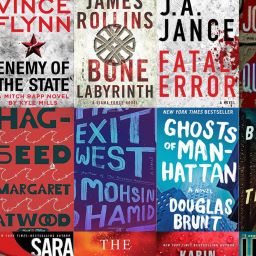 VINCE
FLYNN
ENEMY OF
THE STATE
A MITCH RAPP NOVEL
BY KYLE MILLS
JAMES
ROLLINS
BONE
LABYRINTH
A SIGMA FORCE NOVEL
J.A.
JANCE
FATAL
ERROR
A NOVEL
HAG-
SEED
MARGARET
ATWOOD
EXIT
WEST
MOHSIN
HAMID
NEW YORK TIMES BESTSELLER
GHOSTS
OF MAN-
HATTAN
A NOVEL
DOUGLAS
BRUNT
SARA
THE
KARIN